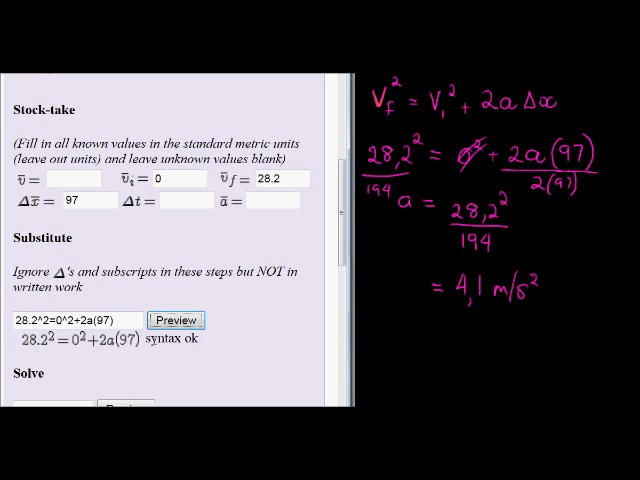 Stock-take
(Fill in all known values in the standard metric units
(leave out units) and leave unknown values blank)
v̄ = v̄ᵢ = 0 v̄_f = 28.2
Δx̄ = 97 Δt = ā =
Substitute
Ignore Δ's and subscripts in these steps but NOT in
written work
28.2^2=0^2+2a(97) Preview
28.2² = 0² + 2a(97) syntax ok
Solve
V_f² = V_i² + 2a Δx
28,2² = 0² + 2a(97)
194 2(97)
a = 28,2²
194
= 4,1 m/s²